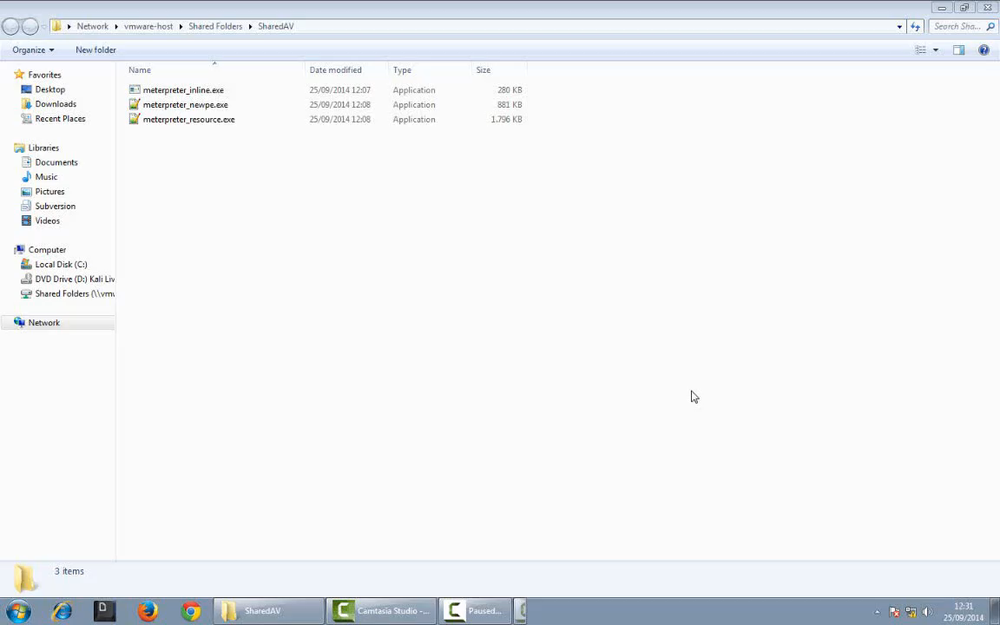 Network ▸ vmware-host ▸ Shared Folders ▸ SharedAV
Search Sha...
Organize
New folder
Name
Date modified
Type
Size
Favorites
Desktop
Downloads
Recent Places
Libraries
Documents
Music
Pictures
Subversion
Videos
Computer
Local Disk (C:)
DVD Drive (D:) Kali Liv
Shared Folders (\\vmw
Network
meterpreter_inline.exe 25/09/2014 12:07 Application 280 KB
meterpreter_newpe.exe 25/09/2014 12:08 Application 881 KB
meterpreter_resource.exe 25/09/2014 12:08 Application 1.796 KB
3 items
SharedAV
Camtasia Studio -...
Paused...
12:31
25/09/2014